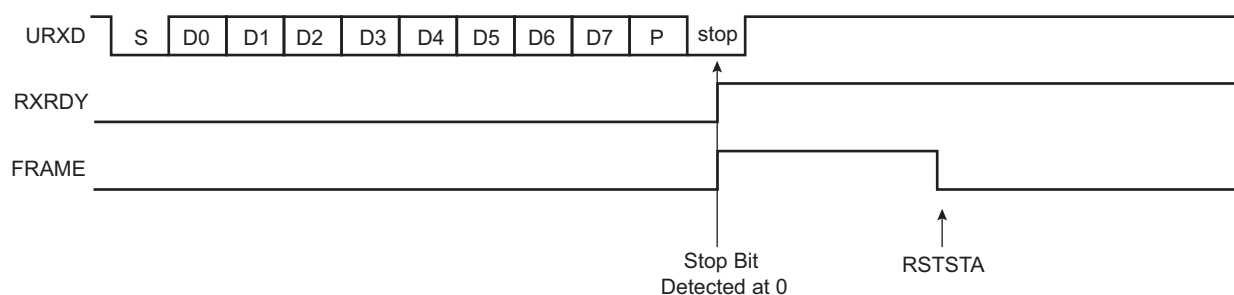 URXD S D0 D1 D2 D3 D4 D5 D6 D7 P stop
RXRDY
FRAME
Stop Bit
Detected at 0
RSTSTA